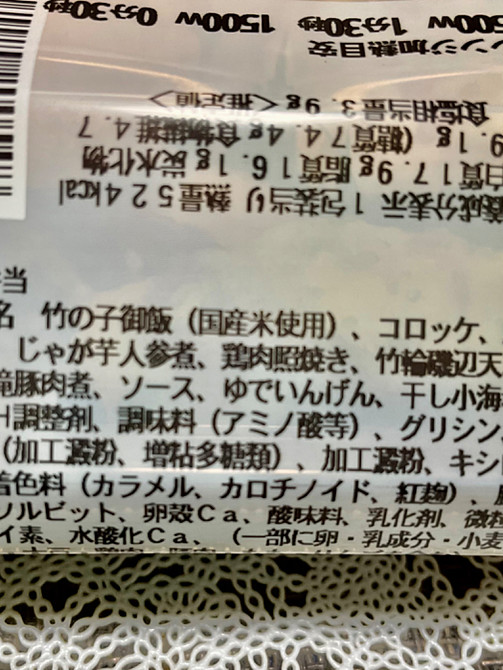 レンジ加熱目安
500w 1分30秒 1500w 0分30秒
養成分表示 1包装当り 熱量524kcal
白質17.9g 脂質16.1g 炭水化物
79.1g (糖質74.4g 食物繊維4.7
食塩相当量3.9g <推定値>
当
名 竹の子御飯(国産米使用)、コロッケ、
じゃが芋人参煮、鶏肉照焼き、竹輪磯辺天
豚肉煮、ソース、ゆでいんげん、干し小海
H調整剤、調味料(アミノ酸等)、グリシン
(加工澱粉、増粘多糖類)、加工澱粉、キシ
着色料(カラメル、カロチノイド、紅麹)、
ソルビット、卵殻Ca、酸味料、乳化剤、微粒
イ素、水酸化Ca、(一部に卵・乳成分・小麦